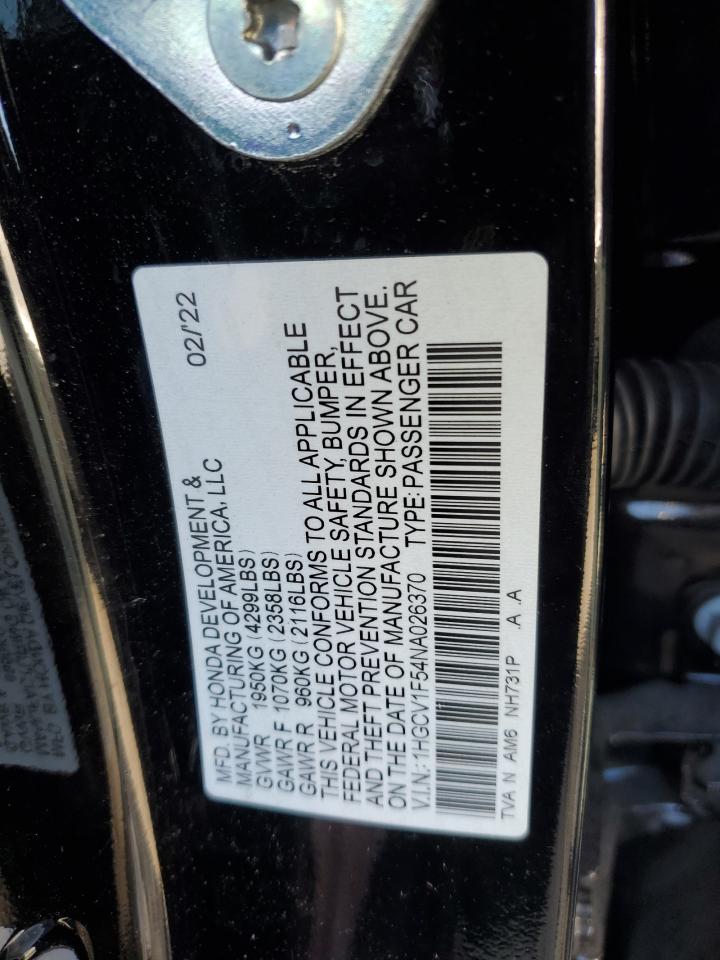 MFD. BY HONDA DEVELOPMENT &
MANUFACTURING OF AMERICA, LLC 02/'22
GVWR 1950KG (4299LBS)
GAWR F 1070KG (2358LBS)
GAWR R 960KG (2116LBS)
THIS VEHICLE CONFORMS TO ALL APPLICABLE
FEDERAL MOTOR VEHICLE SAFETY, BUMPER,
AND THEFT PREVENTION STANDARDS IN EFFECT
ON THE DATE OF MANUFACTURE SHOWN ABOVE.
V.I.N.: 1HGCV1F54NA026370 TYPE: PASSENGER CAR
TVA N AM6 NH731P .A .A